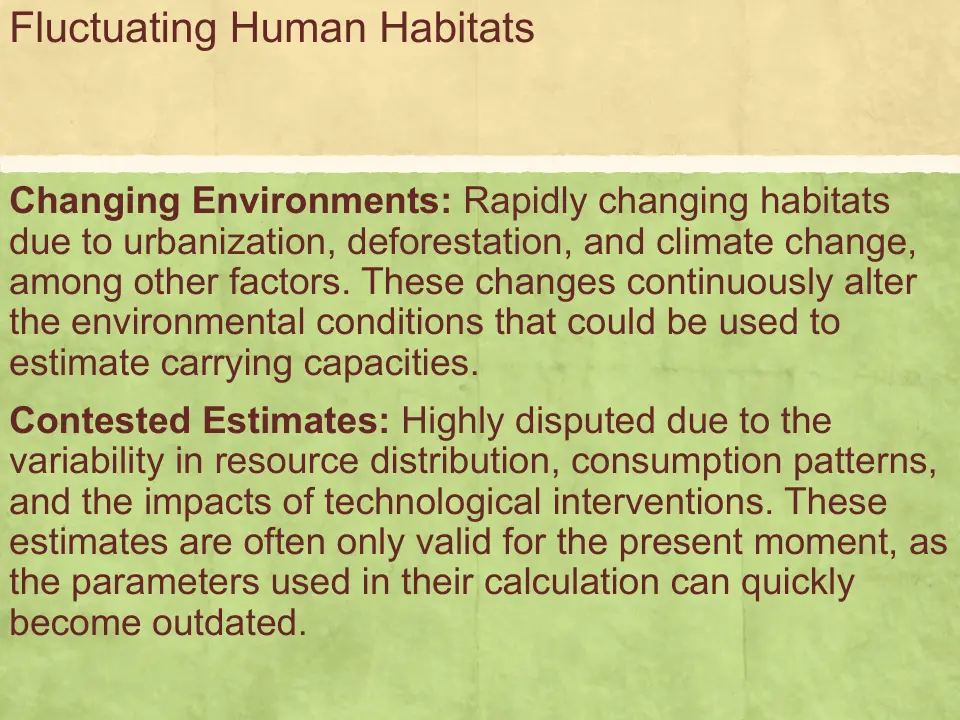 Fluctuating Human Habitats
Changing Environments: Rapidly changing habitats
due to urbanization, deforestation, and climate change,
among other factors. These changes continuously alter
the environmental conditions that could be used to
estimate carrying capacities.
Contested Estimates: Highly disputed due to the
variability in resource distribution, consumption patterns,
and the impacts of technological interventions. These
estimates are often only valid for the present moment, as
the parameters used in their calculation can quickly
become outdated.